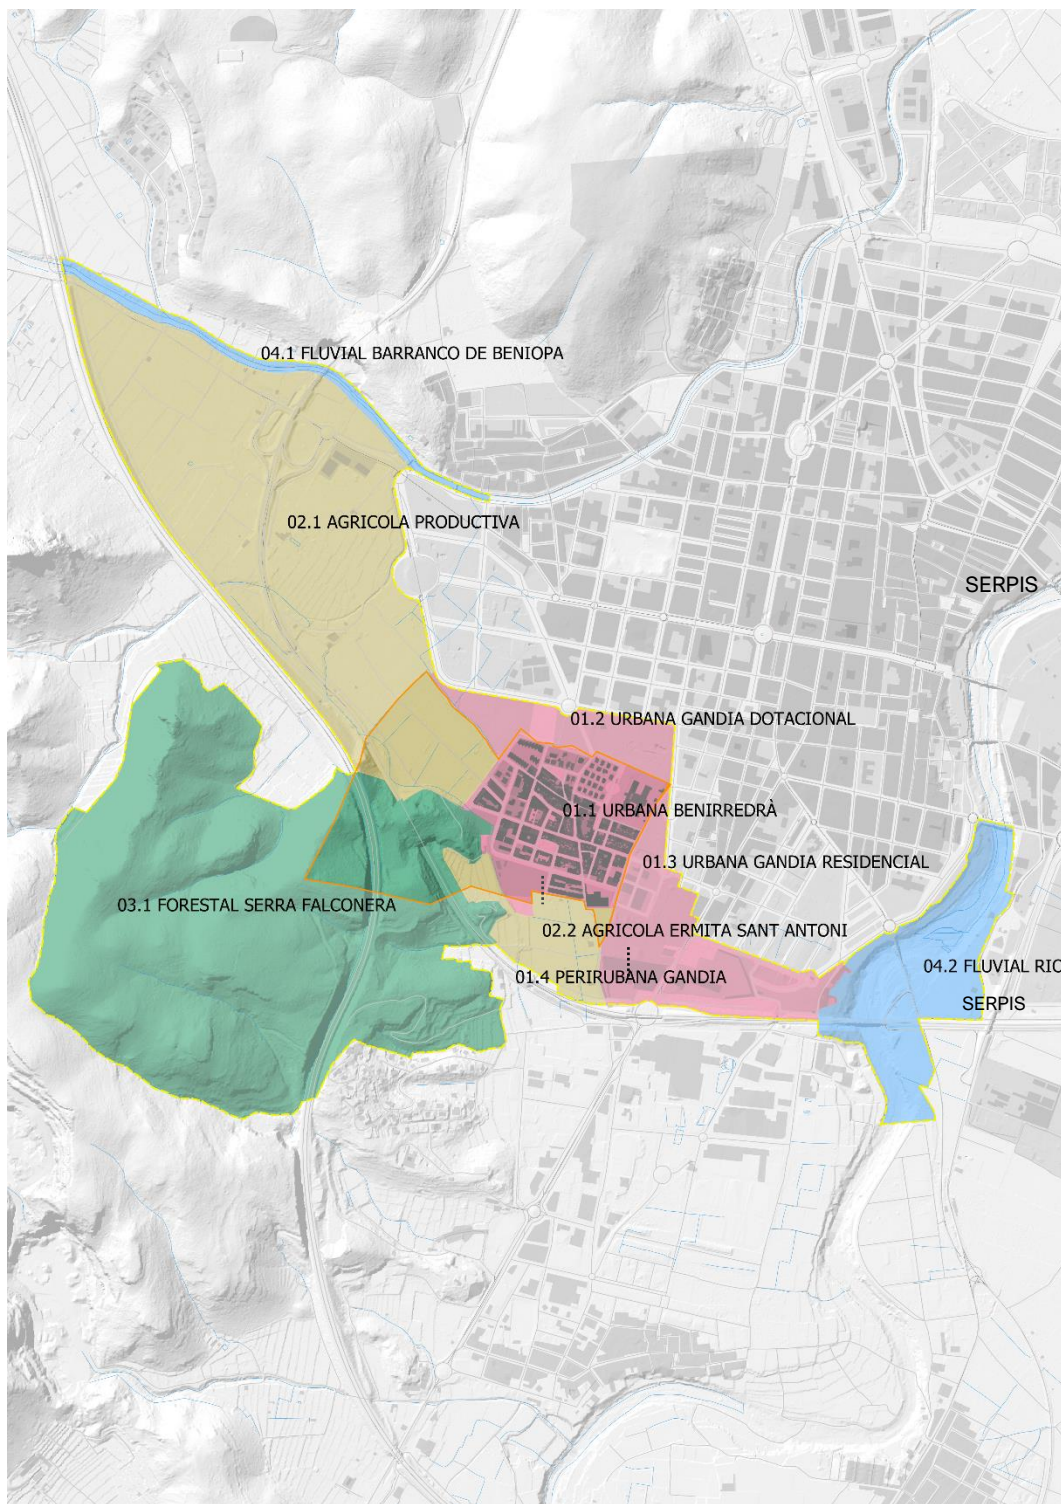 04.1 FLUVIAL BARRANCO DE BENIOPA
02.1 AGRICOLA PRODUCTIVA
SERPIS
01.2 URBANA GANDIA DOTACIONAL
01.1 URBANA BENIRREDRÀ
01.3 URBANA GANDIA RESIDENCIAL
03.1 FORESTAL SERRA FALCONERA
02.2 AGRICOLA ERMITA SANT ANTONI
04.2 FLUVIAL RIO
01.4 PERIRUBANA GANDIA
SERPIS